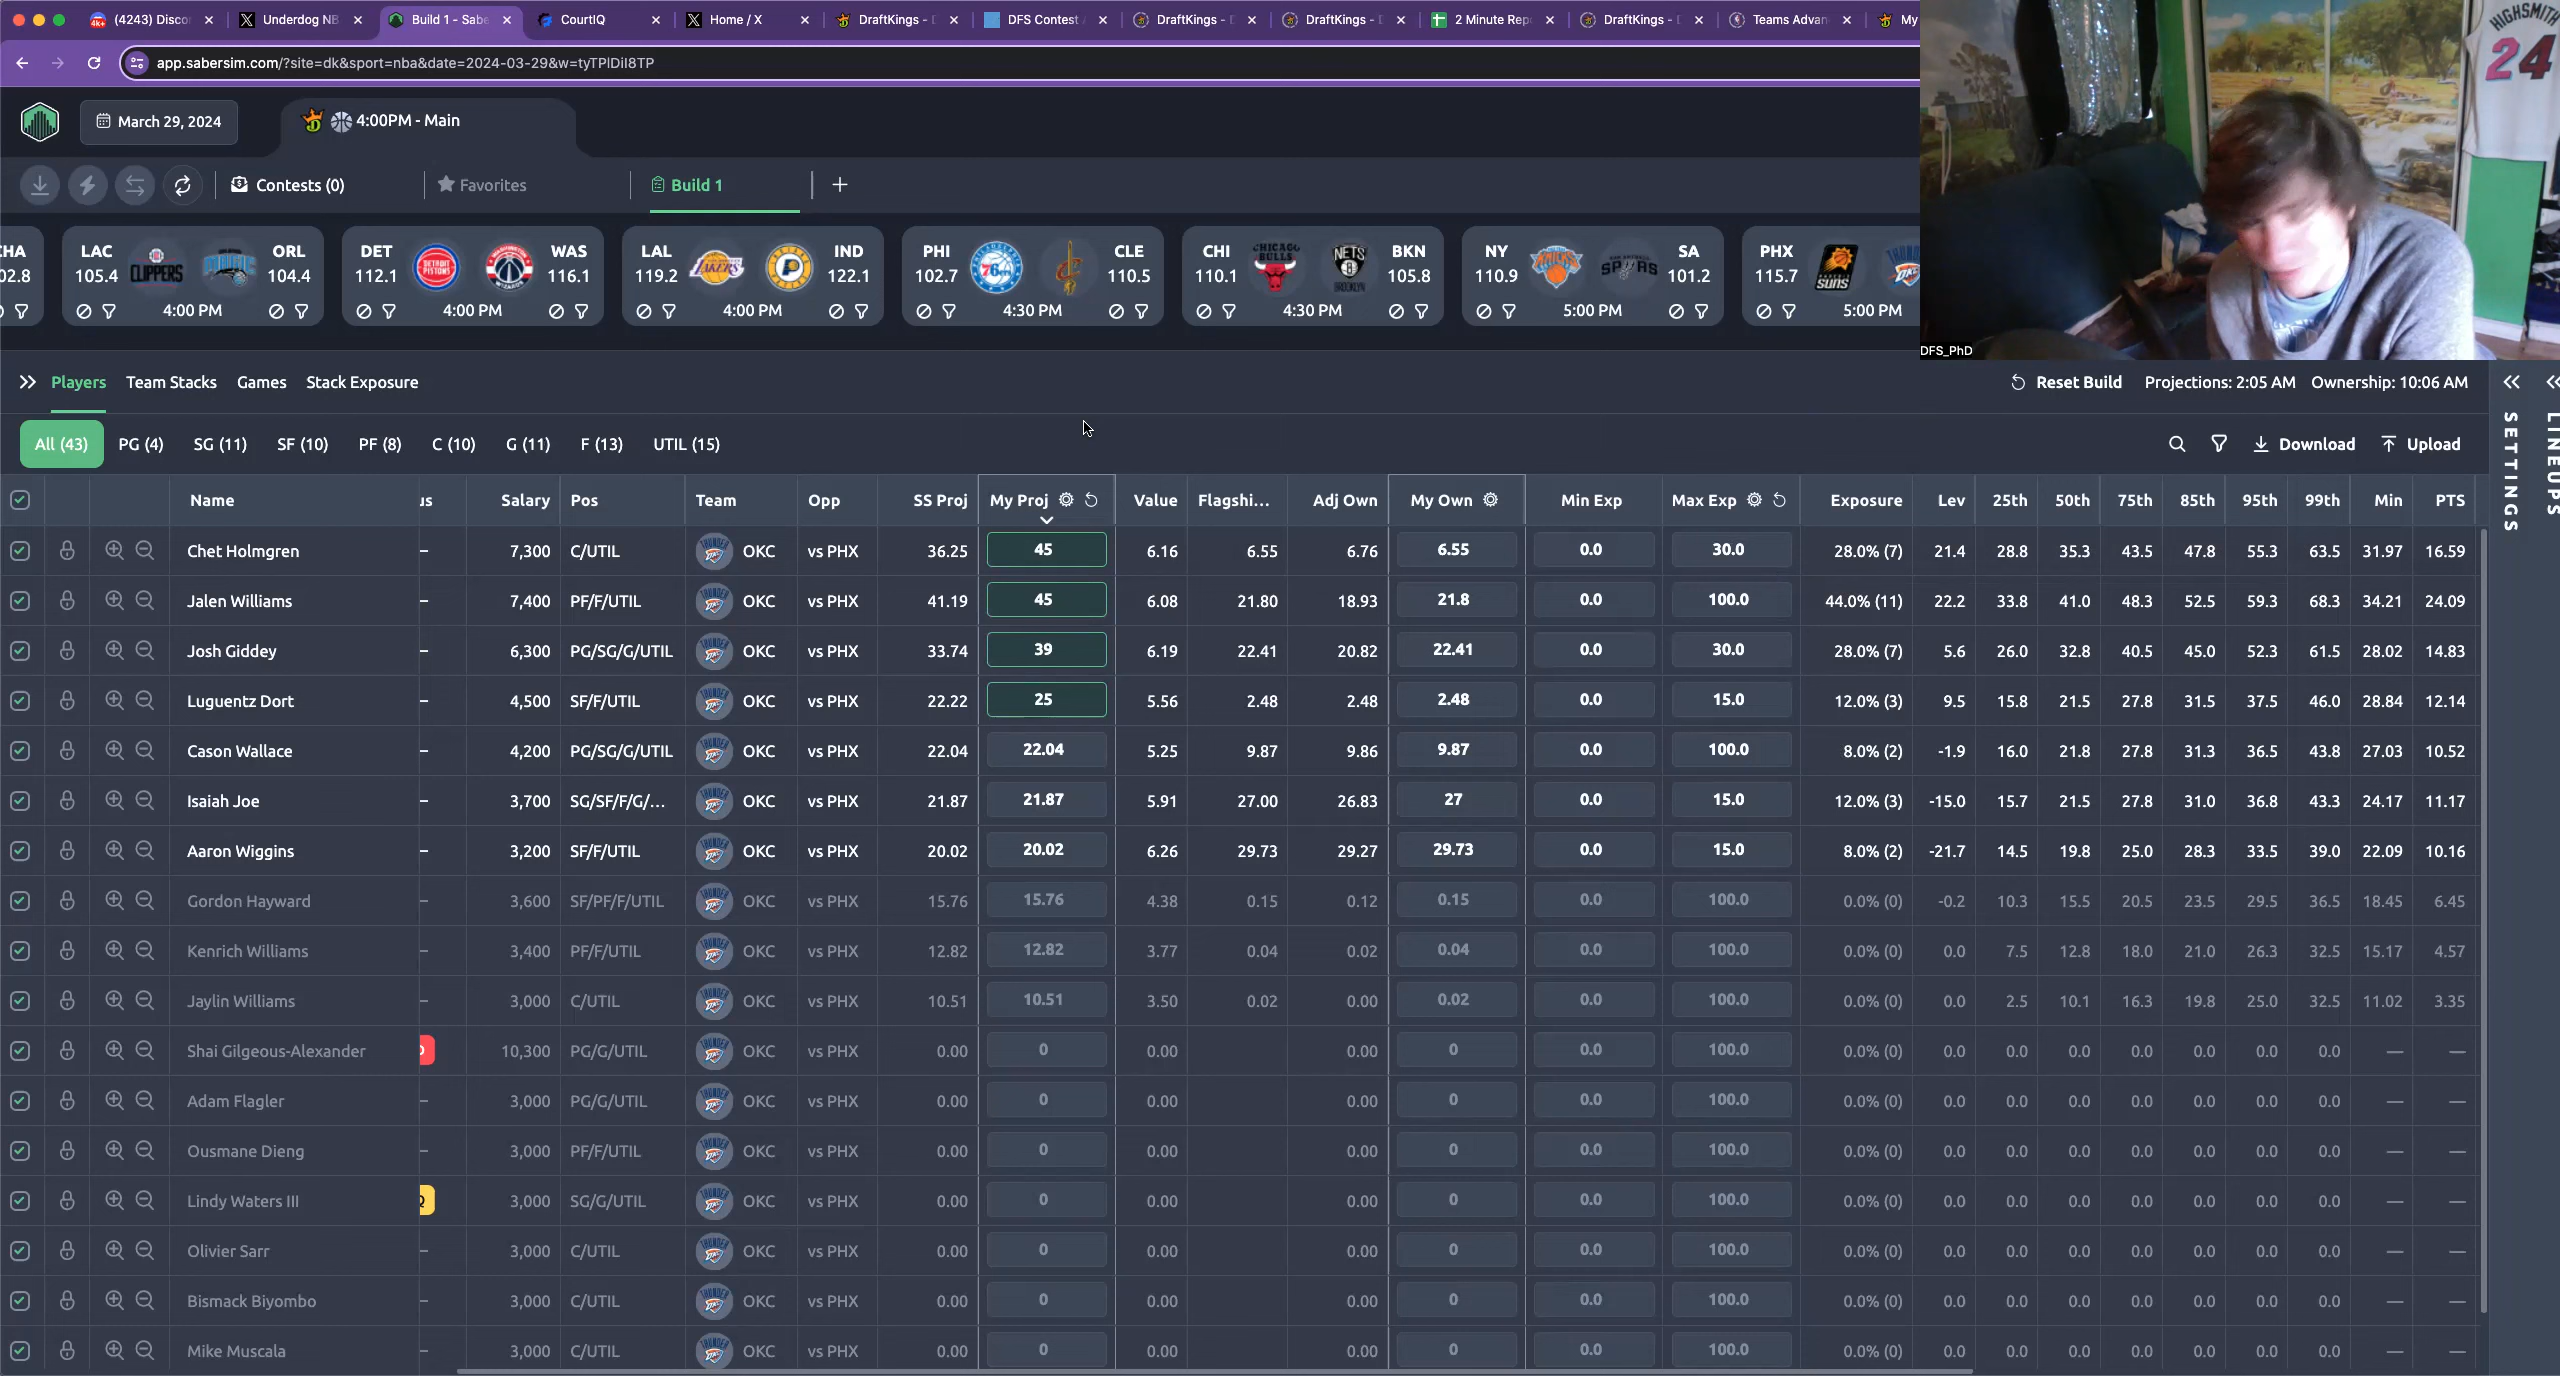 (4243) Disco
Underdog NB
Build 1 - Sabe
CourtIQ
Home / X
DraftKings -
DFS Contest
DraftKings -
DraftKings -
2 Minute Rep
DraftKings -
Teams Advan
My
app.sabersim.com/?site=dk&sport=nba&date=2024-03-29&w=tyTPlDiI8TP
HIGHSMITH
24
March 29, 2024
4:00PM - Main
Contests (0)
Favorites
Build 1
+
HA LAC ORL DET WAS LAL IND PHI CLE CHI BKN NY SA PHX
02.8 105.4 104.4 112.1 116.1 119.2 122.1 102.7 110.5 110.1 105.8 110.9 101.2 115.7
4:00 PM 4:00 PM 4:00 PM 4:30 PM 4:30 PM 5:00 PM 5:00 PM
DFS_PhD
Players Team Stacks Games Stack Exposure Reset Build Projections: 2:05 AM Ownership: 10:06 AM
All (43) PG (4) SG (11) SF (10) PF (8) C (10) G (11) F (13) UTIL (15) Download Upload
SETTINGS
LINEUPS
Name us Salary Pos Team Opp SS Proj My Proj Value Flagshi... Adj Own My Own Min Exp Max Exp Exposure Lev 25th 50th 75th 85th 95th 99th Min PTS
Chet Holmgren – 7,300 C/UTIL OKC vs PHX 36.25 45 6.16 6.55 6.76 6.55 0.0 30.0 28.0% (7) 21.4 28.8 35.3 43.5 47.8 55.3 63.5 31.97 16.59
Jalen Williams – 7,400 PF/F/UTIL OKC vs PHX 41.19 45 6.08 21.80 18.93 21.8 0.0 100.0 44.0% (11) 22.2 33.8 41.0 48.3 52.5 59.3 68.3 34.21 24.09
Josh Giddey – 6,300 PG/SG/G/UTIL OKC vs PHX 33.74 39 6.19 22.41 20.82 22.41 0.0 30.0 28.0% (7) 5.6 26.0 32.8 40.5 45.0 52.3 61.5 28.02 14.83
Luguentz Dort – 4,500 SF/F/UTIL OKC vs PHX 22.22 25 5.56 2.48 2.48 2.48 0.0 15.0 12.0% (3) 9.5 15.8 21.5 27.8 31.5 37.5 46.0 28.84 12.14
Cason Wallace – 4,200 PG/SG/G/UTIL OKC vs PHX 22.04 22.04 5.25 9.87 9.86 9.87 0.0 100.0 8.0% (2) -1.9 16.0 21.8 27.8 31.3 36.5 43.8 27.03 10.52
Isaiah Joe – 3,700 SG/SF/F/G/... OKC vs PHX 21.87 21.87 5.91 27.00 26.83 27 0.0 15.0 12.0% (3) -15.0 15.7 21.5 27.8 31.0 36.8 43.3 24.17 11.17
Aaron Wiggins – 3,200 SF/F/UTIL OKC vs PHX 20.02 20.02 6.26 29.73 29.27 29.73 0.0 15.0 8.0% (2) -21.7 14.5 19.8 25.0 28.3 33.5 39.0 22.09 10.16
Gordon Hayward – 3,600 SF/PF/F/UTIL OKC vs PHX 15.76 15.76 4.38 0.15 0.12 0.15 0.0 100.0 0.0% (0) -0.2 10.3 15.5 20.5 23.5 29.5 36.5 18.45 6.45
Kenrich Williams – 3,400 PF/F/UTIL OKC vs PHX 12.82 12.82 3.77 0.04 0.02 0.04 0.0 100.0 0.0% (0) 0.0 7.5 12.8 18.0 21.0 26.3 32.5 15.17 4.57
Jaylin Williams – 3,000 C/UTIL OKC vs PHX 10.51 10.51 3.50 0.02 0.00 0.02 0.0 100.0 0.0% (0) 0.0 2.5 10.1 16.3 19.8 25.0 32.5 11.02 3.35
Shai Gilgeous-Alexander 10,300 PG/G/UTIL OKC vs PHX 0.00 0 0.00 0.00 0 0.0 100.0 0.0% (0) 0.0 0.0 0.0 0.0 0.0 0.0 0.0 — —
Adam Flagler – 3,000 PG/G/UTIL OKC vs PHX 0.00 0 0.00 0.00 0 0.0 100.0 0.0% (0) 0.0 0.0 0.0 0.0 0.0 0.0 0.0 — —
Ousmane Dieng – 3,000 PF/F/UTIL OKC vs PHX 0.00 0 0.00 0.00 0 0.0 100.0 0.0% (0) 0.0 0.0 0.0 0.0 0.0 0.0 0.0 — —
Lindy Waters III Q 3,000 SG/G/UTIL OKC vs PHX 0.00 0 0.00 0.00 0 0.0 100.0 0.0% (0) 0.0 0.0 0.0 0.0 0.0 0.0 0.0 — —
Olivier Sarr – 3,000 C/UTIL OKC vs PHX 0.00 0 0.00 0.00 0 0.0 100.0 0.0% (0) 0.0 0.0 0.0 0.0 0.0 0.0 0.0 — —
Bismack Biyombo – 3,000 C/UTIL OKC vs PHX 0.00 0 0.00 0.00 0 0.0 100.0 0.0% (0) 0.0 0.0 0.0 0.0 0.0 0.0 0.0 — —
Mike Muscala – 3,000 C/UTIL OKC vs PHX 0.00 0 0.00 0.00 0 0.0 100.0 0.0% (0) 0.0 0.0 0.0 0.0 0.0 0.0 0.0 — —